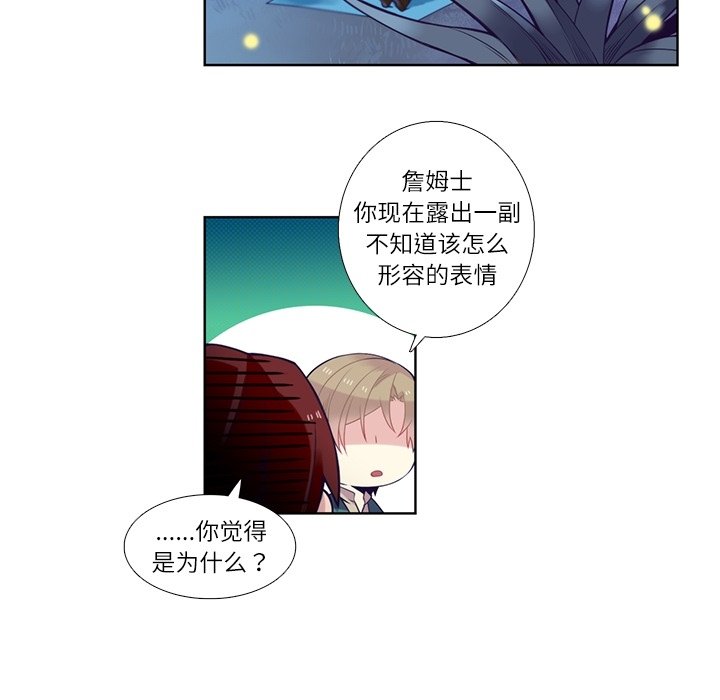 詹姆士
你现在露出一副
不知道该怎么
形容的表情
......你觉得
是为什么？